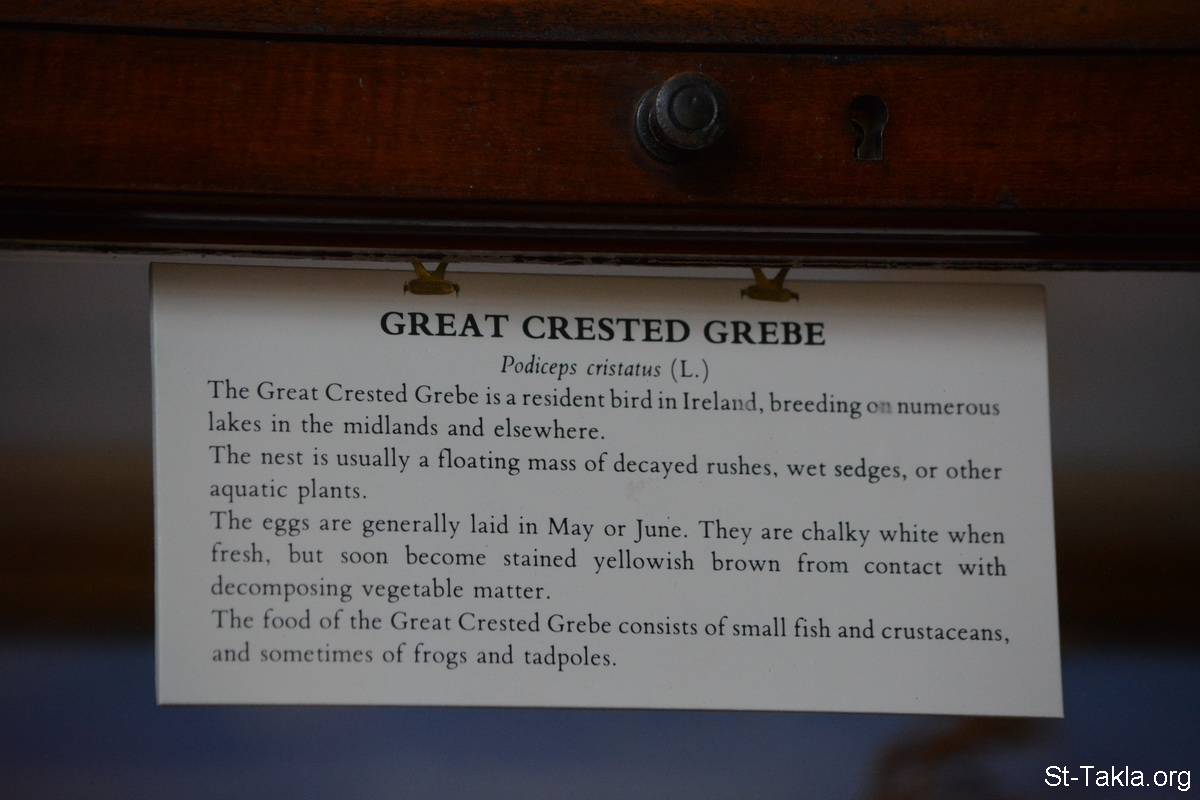 GREAT CRESTED GREBE
Podiceps cristatus (L.)
The Great Crested Grebe is a resident bird in Ireland, breeding on numerous
lakes in the midlands and elsewhere.
The nest is usually a floating mass of decayed rushes, wet sedges, or other
aquatic plants.
The eggs are generally laid in May or June. They are chalky white when
fresh, but soon become stained yellowish brown from contact with
decomposing vegetable matter.
The food of the Great Crested Grebe consists of small fish and crustaceans,
and sometimes of frogs and tadpoles.
St-Takla.org